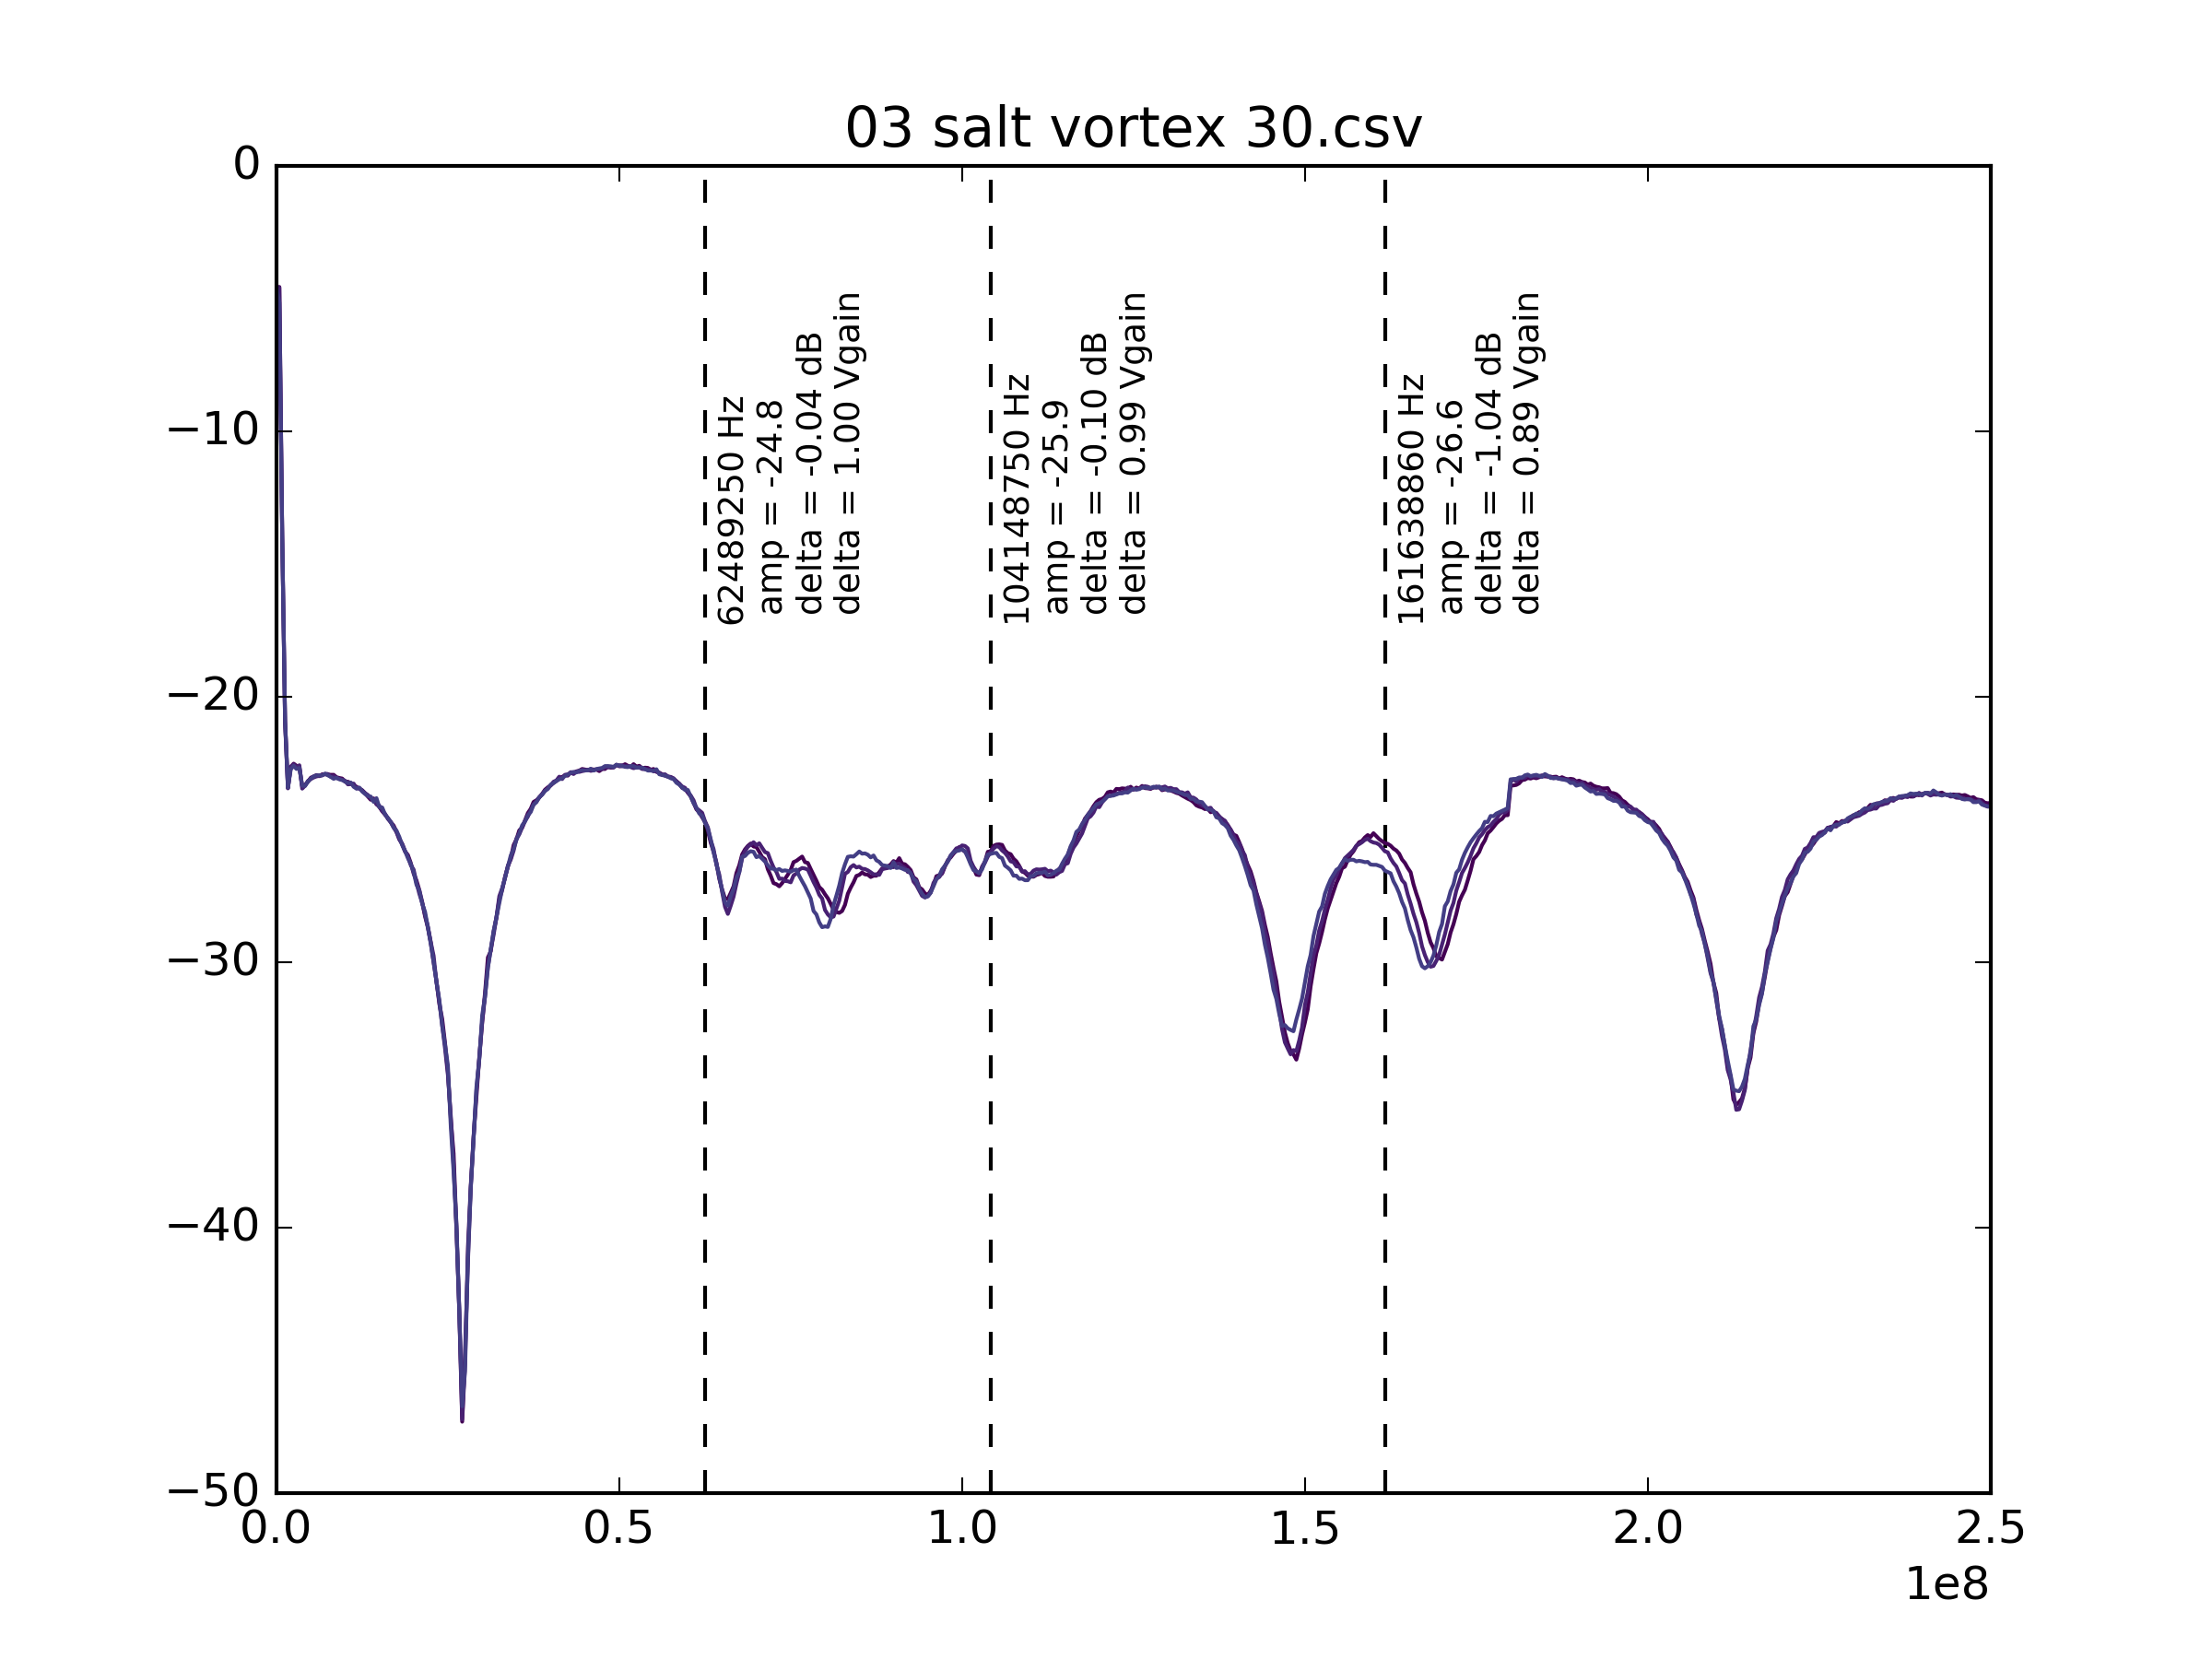 03 salt vortex 30.csv
0
−10
−20
−30
−40
−50
62489250 Hz
amp = -24.8
delta = -0.04 dB
delta = 1.00 Vgain
104148750 Hz
amp = -25.9
delta = -0.10 dB
delta = 0.99 Vgain
161638860 Hz
amp = -26.6
delta = -1.04 dB
delta = 0.89 Vgain
0.0 0.5 1.0 1.5 2.0 2.5
1e8